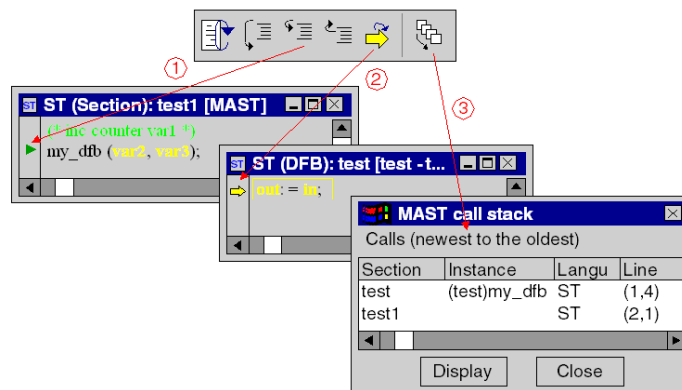 1
2
3
ST ST (Section): test1 [MAST]
(* inc counter var1 *)
my_dfb (var2, var3);
ST ST (DFB): test [test -t...
out: = in;
MAST call stack
Calls (newest to the oldest)
Section Instance Langu Line
test (test)my_dfb ST (1,4)
test1 ST (2,1)
Display Close